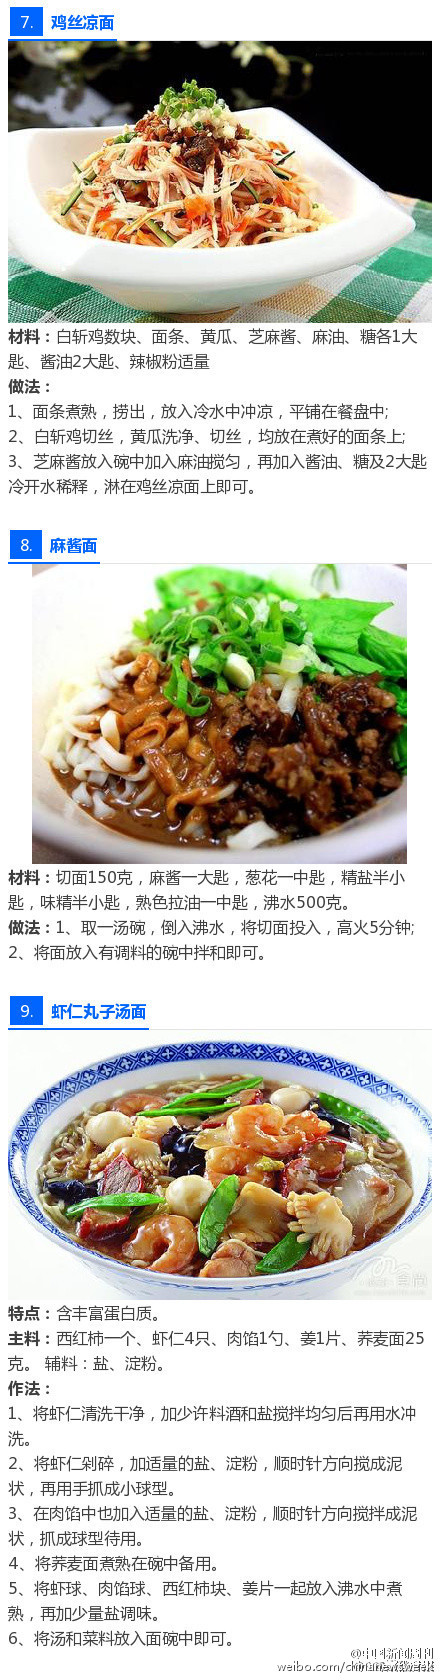 7. 鸡丝凉面
材料：白斩鸡数块、面条、黄瓜、芝麻酱、麻油、糖各1大
匙、酱油2大匙、辣椒粉适量
做法：
1、面条煮熟，捞出，放入冷水中冲凉，平铺在餐盘中;
2、白斩鸡切丝，黄瓜洗净、切丝，均放在煮好的面条上;
3、芝麻酱放入碗中加入麻油搅匀，再加入酱油、糖及2大匙
冷开水稀释，淋在鸡丝凉面上即可。
8. 麻酱面
材料：切面150克，麻酱一大匙，葱花一中匙，精盐半小
匙，味精半小匙，熟色拉油一中匙，沸水500克。
做法：1、取一汤碗，倒入沸水，将切面投入，高火5分钟;
2、将面放入有调料的碗中拌和即可。
9. 虾仁丸子汤面
特点：含丰富蛋白质。
主料：西红柿一个、虾仁4只、肉馅1勺、姜1片、荞麦面25
克。 辅料：盐、淀粉。
作法：
1、将虾仁清洗干净，加少许料酒和盐搅拌均匀后再用水冲
洗。
2、将虾仁剁碎，加适量的盐、淀粉，顺时针方向搅成泥
状，再用手抓成小球型。
3、在肉馅中也加入适量的盐、淀粉，顺时针方向搅拌成泥
状，抓成球型待用。
4、将荞麦面煮熟在碗中备用。
5、将虾球、肉馅球、西红柿块、姜片一起放入沸水中煮
熟，再加少量盐调味。
6、将汤和菜料放入面碗中即可。
@中国新闻周刊